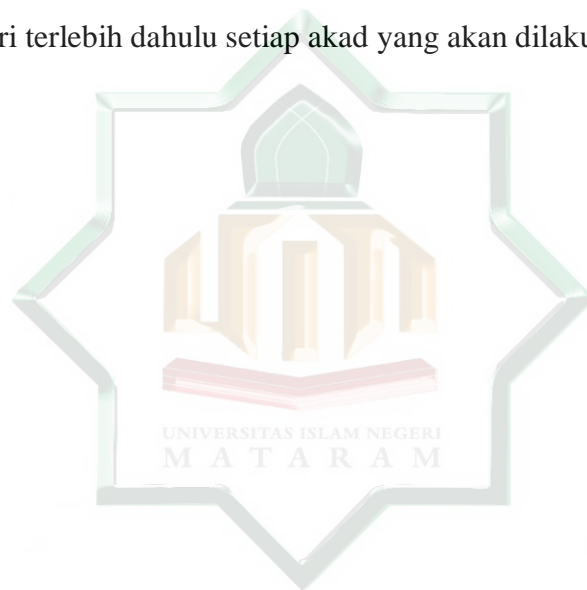 ri terlebih dahulu setiap akad yang akan dilaku
UNIVERSITAS ISLAM NEGERI
M A T A R A M